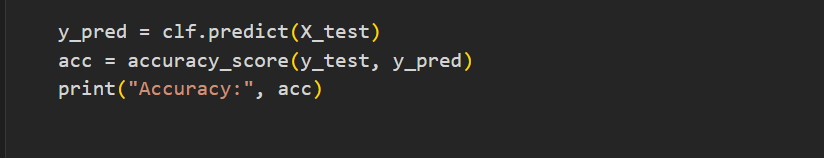 y_pred = clf.predict(X_test)
acc = accuracy_score(y_test, y_pred)
print("Accuracy:", acc)